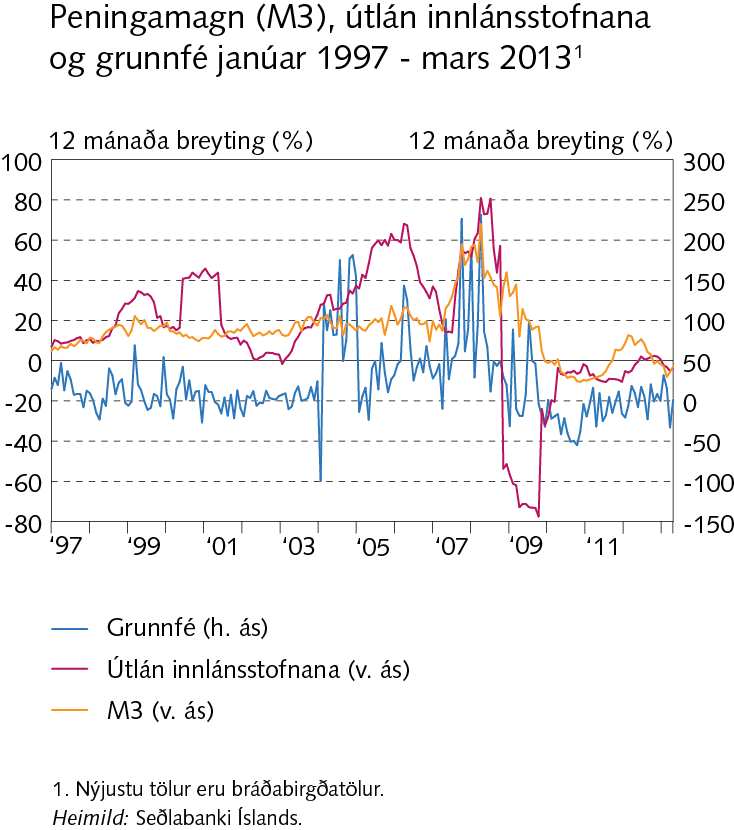 Peningamagn (M3), útlán innlánsstofnana
og grunnfé janúar 1997 - mars 2013¹
12 mánaða breyting (%) 12 mánaða breyting (%)
100 300
80 250
60 200
40 150
20 100
0 50
-20 0
-40 -50
-60 -100
-80 -150
‘97 ‘99 ‘01 ‘03 ‘05 ‘07 ‘09 ‘11
Grunnfé (h. ás)
Útlán innlánsstofnana (v. ás)
M3 (v. ás)
1. Nýjustu tölur eru bráðabirgðatölur.
Heimild: Seðlabanki Íslands.